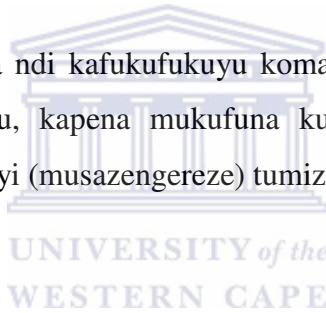 ndi kafukufukuyu koma
u, kapena mukufuna ku
yi (musazengereze) tumiz
UNIVERSITY of the
WESTERN CAPE